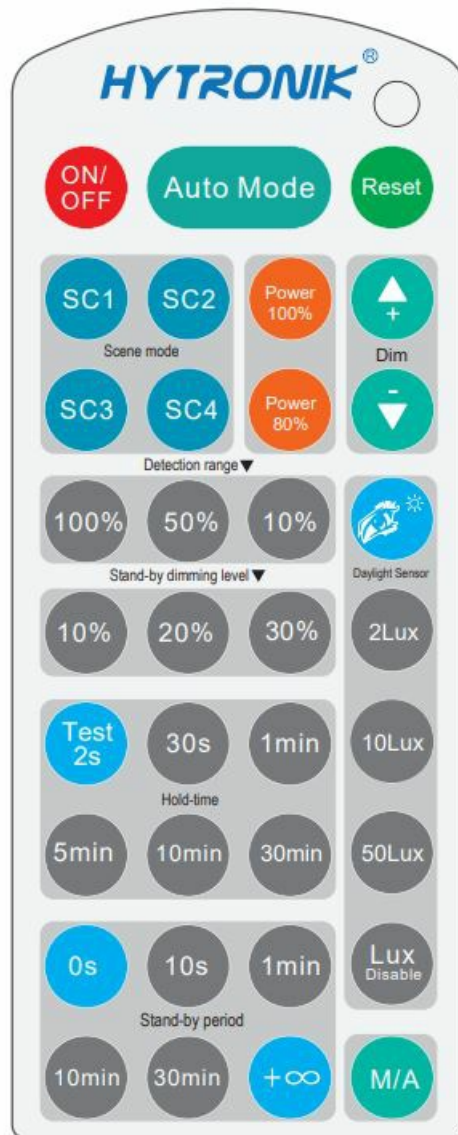 HYTRONIK®
ON/
OFF
Auto Mode
Reset
SC1
SC2
Power
100%
+
Scene mode
Dim
SC3
SC4
Power
80%
-
Detection range▼
100%
50%
10%
Daylight Sensor
Stand-by dimming level▼
10%
20%
30%
2Lux
Test
2s
30s
1min
10Lux
Hold-time
5min
10min
30min
50Lux
0s
10s
1min
Lux
Disable
Stand-by period
10min
30min
+∞
M/A